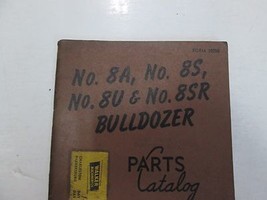 No. 8A, No. 8S,
No. 8U & No. 8SR
BULLDOZER
PARTS
Catalog